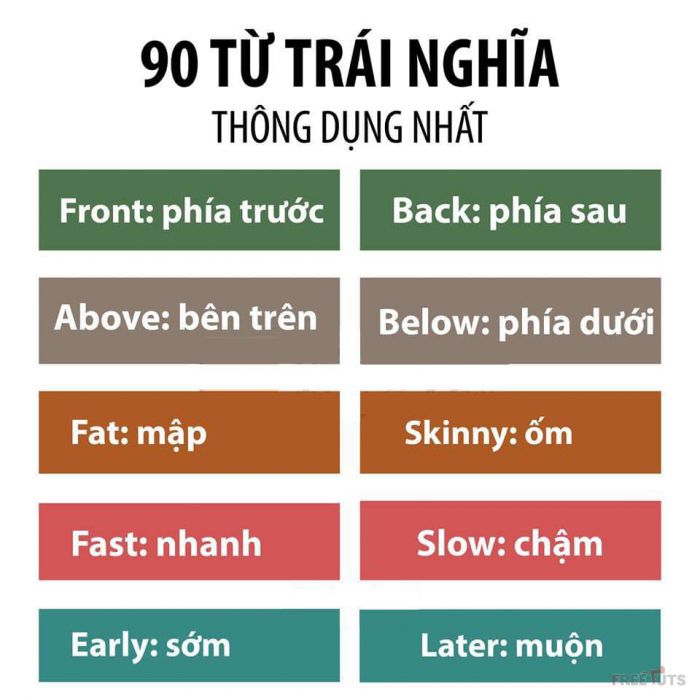 90 TỪ TRÁI NGHĨA
THÔNG DỤNG NHẤT
Front: phía trước
Back: phía sau
Above: bên trên
Below: phía dưới
Fat: mập
Skinny: ốm
Fast: nhanh
Slow: chậm
Early: sớm
Later: muộn
FREETUTS